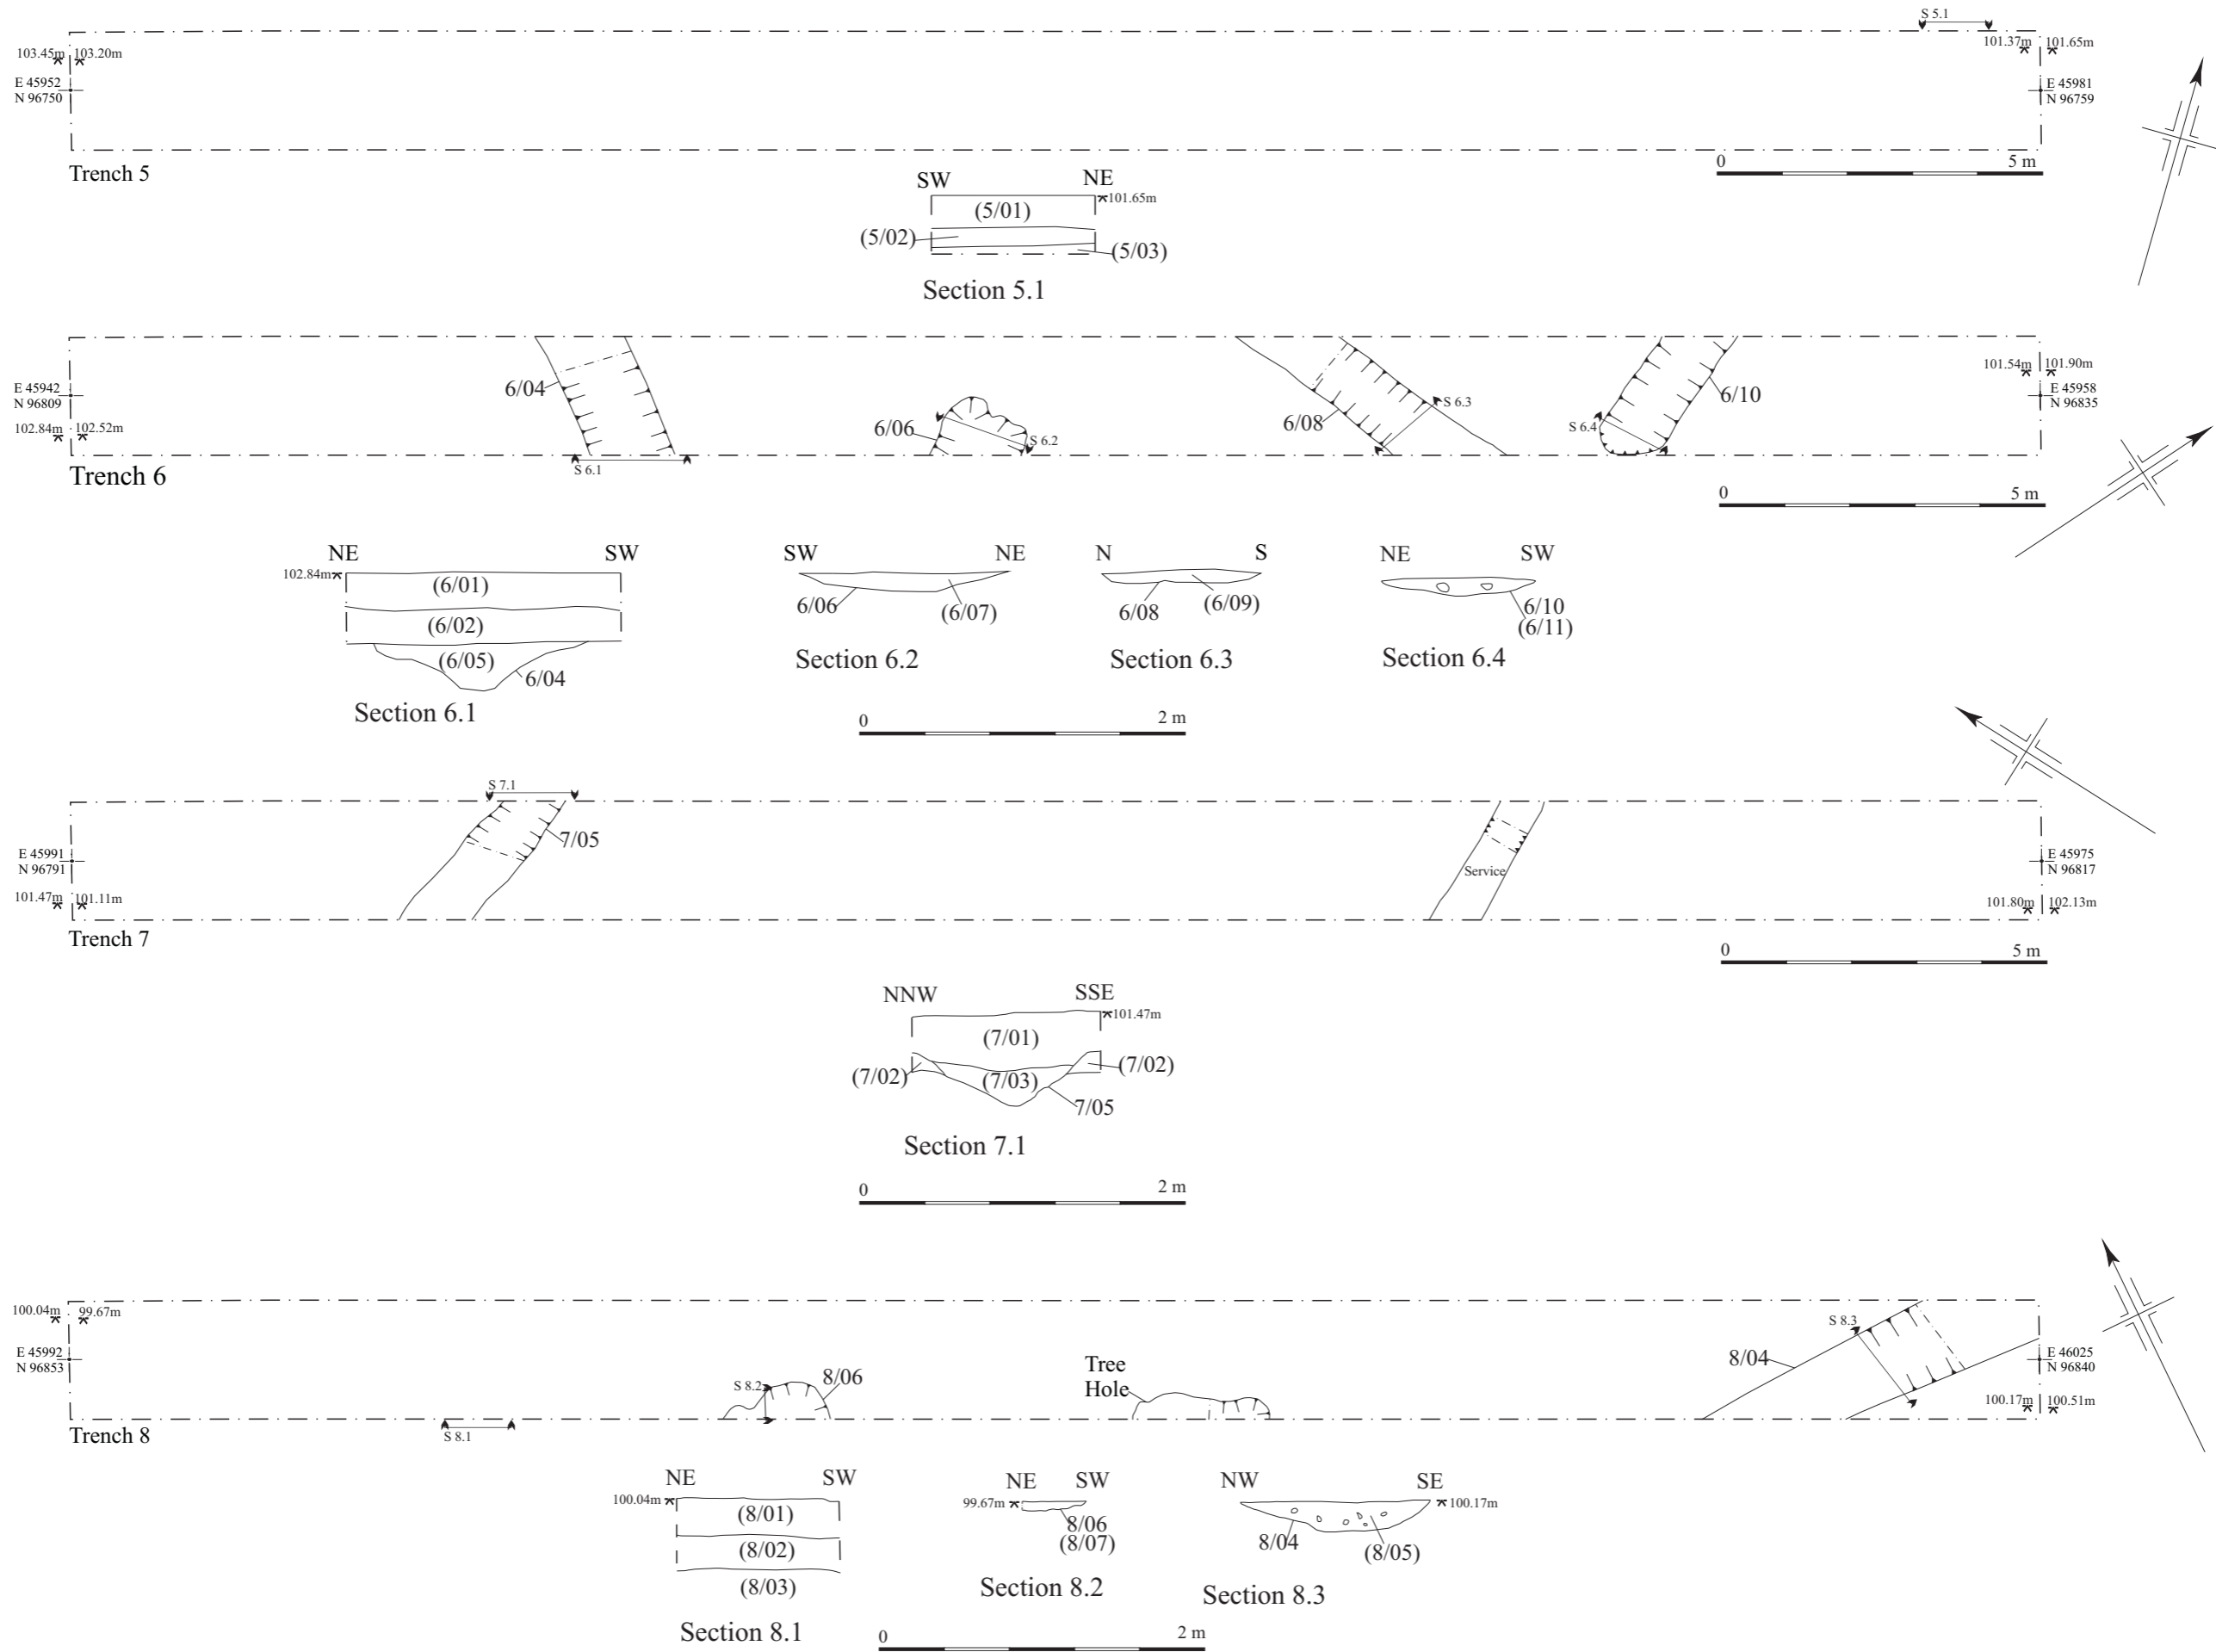 S 5.1
103.45m 103.20m
101.37m 101.65m
E 45952
N 96750
E 45981
N 96759
Trench 5
0 5 m
SW NE
101.65m
(5/01)
(5/02)
(5/03)
Section 5.1
E 45942
N 96809
102.84m 102.52m
6/04
S 6.1
6/06
S 6.2
6/08
S 6.3
S 6.4
6/10
101.54m 101.90m
E 45958
N 96835
Trench 6
0 5 m
NE SW
102.84m
(6/01)
(6/02)
(6/05)
6/04
Section 6.1
SW NE
6/06
(6/07)
Section 6.2
N S
6/08
(6/09)
Section 6.3
NE SW
6/10
(6/11)
Section 6.4
0 2 m
S 7.1
7/05
Service
E 45991
N 96791
101.47m 101.11m
E 45975
N 96817
101.80m 102.13m
Trench 7
0 5 m
NNW SSE
101.47m
(7/01)
(7/02)
(7/03)
(7/02)
7/05
Section 7.1
0 2 m
100.04m 99.67m
E 45992
N 96853
S 8.1
S 8.2
8/06
Tree
Hole
8/04
S 8.3
E 46025
N 96840
100.17m 100.51m
Trench 8
NE SW
100.04m
(8/01)
(8/02)
(8/03)
Section 8.1
NE SW
99.67m
8/06
(8/07)
Section 8.2
NW SE
100.17m
8/04
(8/05)
Section 8.3
0 2 m